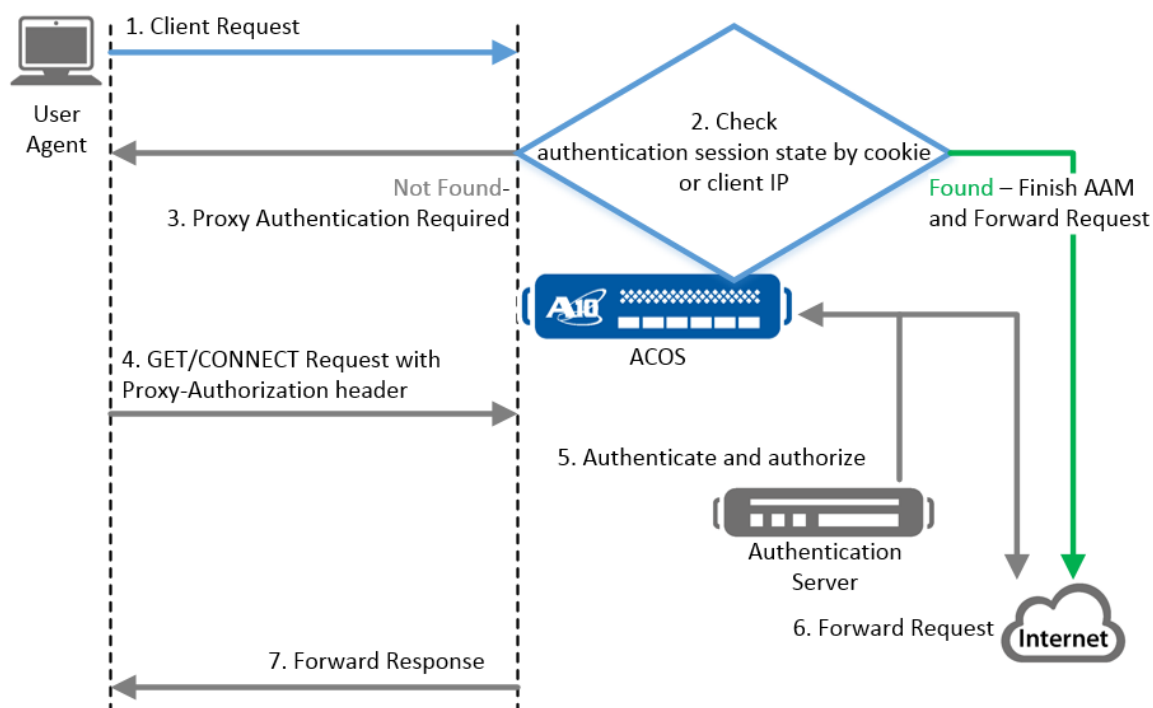 1. Client Request
User
Agent
2. Check
authentication session state by cookie
or client IP
Not Found-
3. Proxy Authentication Required
Found – Finish AAM
and Forward Request
A10
ACOS
4. GET/CONNECT Request with
Proxy-Authorization header
5. Authenticate and authorize
Authentication
Server
6. Forward Request
Internet
7. Forward Response